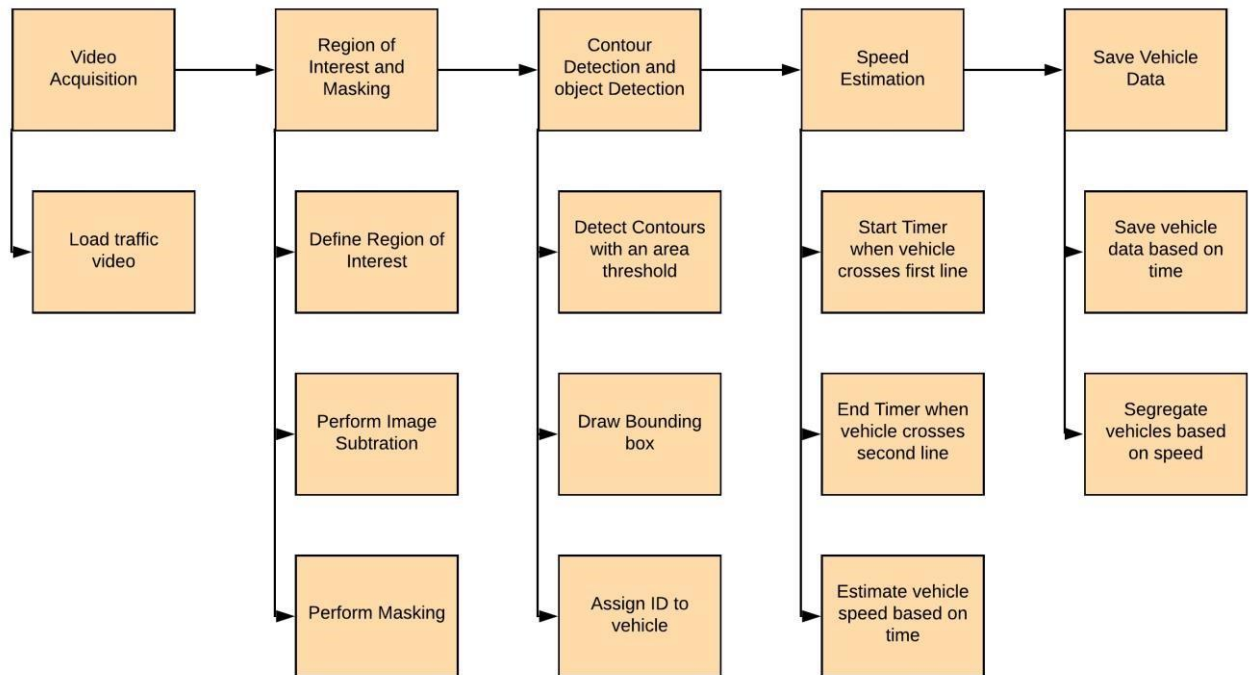 Video
Acquisition
Region of
Interest and
Masking
Contour
Detection and
object Detection
Speed
Estimation
Save Vehicle
Data
Load traffic
video
Define Region of
Interest
Detect Contours
with an area
threshold
Start Timer
when vehicle
crosses first line
Save vehicle
data based on
time
Perform Image
Subtration
Draw Bounding
box
End Timer when
vehicle crosses
second line
Segregate
vehicles based
on speed
Perform Masking
Assign ID to
vehicle
Estimate vehicle
speed based on
time